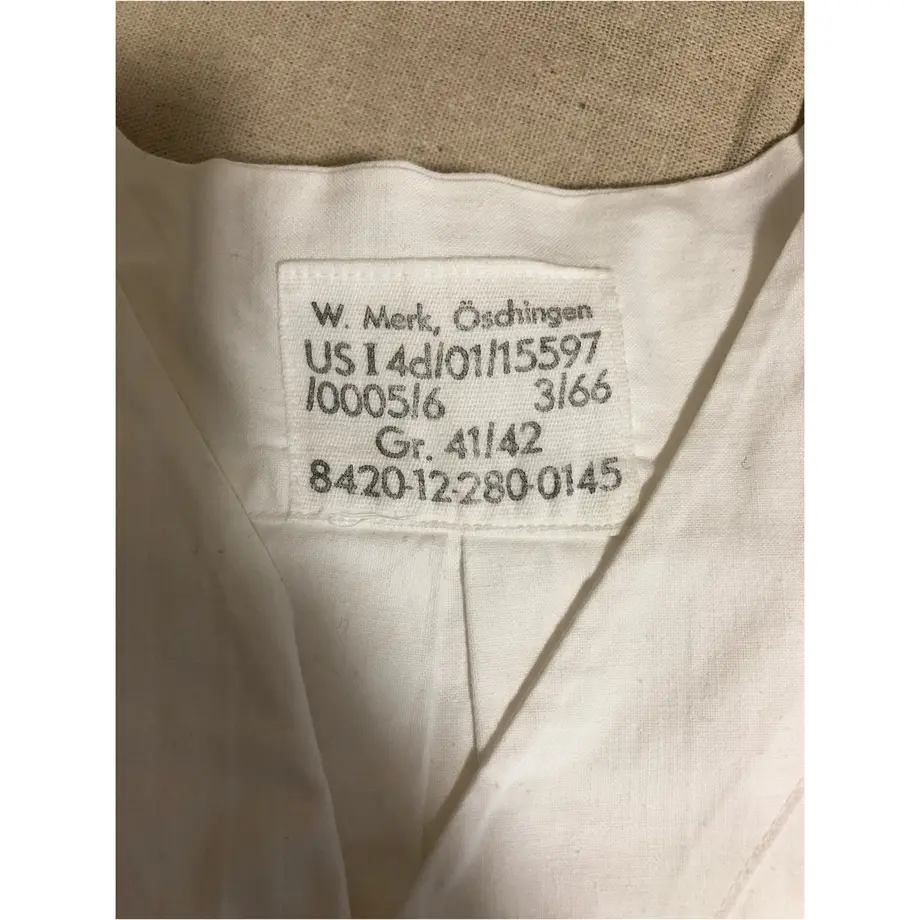 W. Merk, Öschingen
US I 4d/01/15597
/0005/6 3/66
Gr. 41/42
8420-12-280-0145